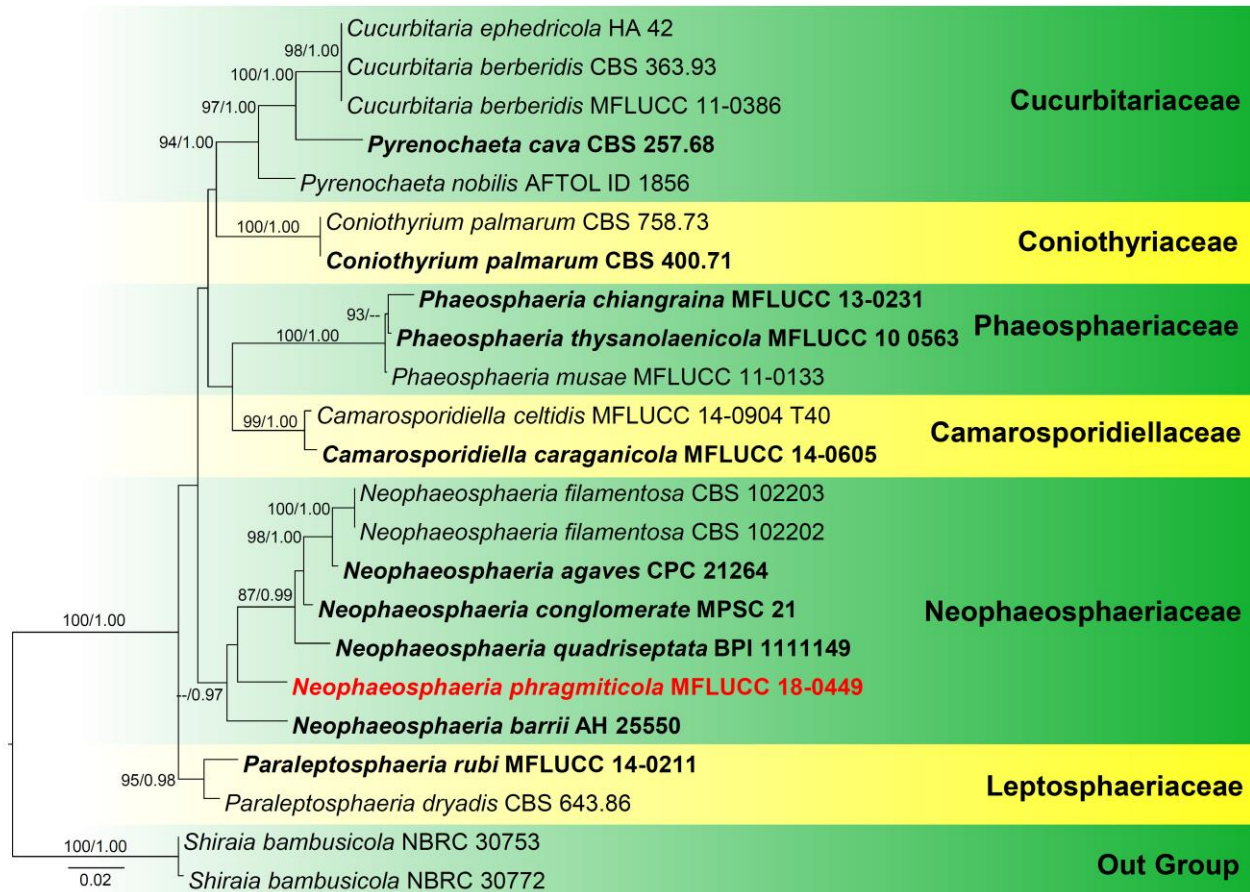 Cucurbitaria ephedricola HA 42
98/1.00
Cucurbitaria berberidis CBS 363.93
100/1.00
Cucurbitaria berberidis MFLUCC 11-0386
Cucurbitariaceae
97/1.00
Pyrenochaeta cava CBS 257.68
94/1.00
Pyrenochaeta nobilis AFTOL ID 1856
Coniothyrium palmarum CBS 758.73
100/1.00
Coniothyriaceae
Coniothyrium palmarum CBS 400.71
Phaeosphaeria chiangraina MFLUCC 13-0231
93/--
Phaeosphaeriaceae
100/1.00
Phaeosphaeria thysanolaenicola MFLUCC 10 0563
Phaeosphaeria musae MFLUCC 11-0133
Camarosporidiella celtidis MFLUCC 14-0904 T40
99/1.00
Camarosporidiellaceae
Camarosporidiella caraganicola MFLUCC 14-0605
Neophaeosphaeria filamentosa CBS 102203
100/1.00
Neophaeosphaeria filamentosa CBS 102202
98/1.00
Neophaeosphaeria agaves CPC 21264
87/0.99
Neophaeosphaeria conglomerate MPSC 21
Neophaeosphaeriaceae
100/1.00
Neophaeosphaeria quadriseptata BPI 1111149
Neophaeosphaeria phragmiticola MFLUCC 18-0449
--/0.97
Neophaeosphaeria barrii AH 25550
Paraleptosphaeria rubi MFLUCC 14-0211
95/0.98
Leptosphaeriaceae
Paraleptosphaeria dryadis CBS 643.86
Shiraia bambusicola NBRC 30753
100/1.00
Out Group
0.02
Shiraia bambusicola NBRC 30772